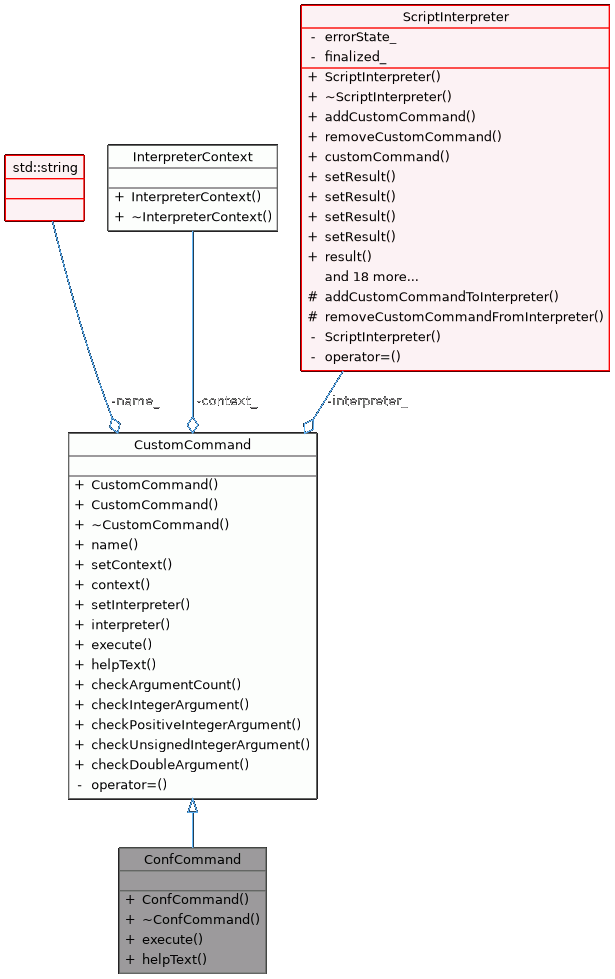 ScriptInterpreter
- errorState_
- finalized_
+ ScriptInterpreter()
+ ~ScriptInterpreter()
+ addCustomCommand()
+ removeCustomCommand()
+ customCommand()
+ setResult()
+ setResult()
+ setResult()
+ setResult()
+ result()
and 18 more...
# addCustomCommandToInterpreter()
# removeCustomCommandFromInterpreter()
- ScriptInterpreter()
- operator=()
InterpreterContext
+ InterpreterContext()
+ ~InterpreterContext()
std::string
-name_
-context_
-interpreter_
CustomCommand
+ CustomCommand()
+ CustomCommand()
+ ~CustomCommand()
+ name()
+ setContext()
+ context()
+ setInterpreter()
+ interpreter()
+ execute()
+ helpText()
+ checkArgumentCount()
+ checkIntegerArgument()
+ checkPositiveIntegerArgument()
+ checkUnsignedIntegerArgument()
+ checkDoubleArgument()
- operator=()
ConfCommand
+ ConfCommand()
+ ~ConfCommand()
+ execute()
+ helpText()